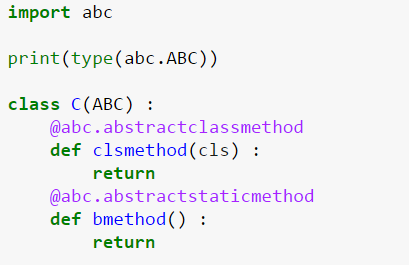 import abc
print(type(abc.ABC))
class C(ABC) :
    @abc.abstractclassmethod
    def clsmethod(cls) :
        return
    @abc.abstractstaticmethod
    def bmethod() :
        return